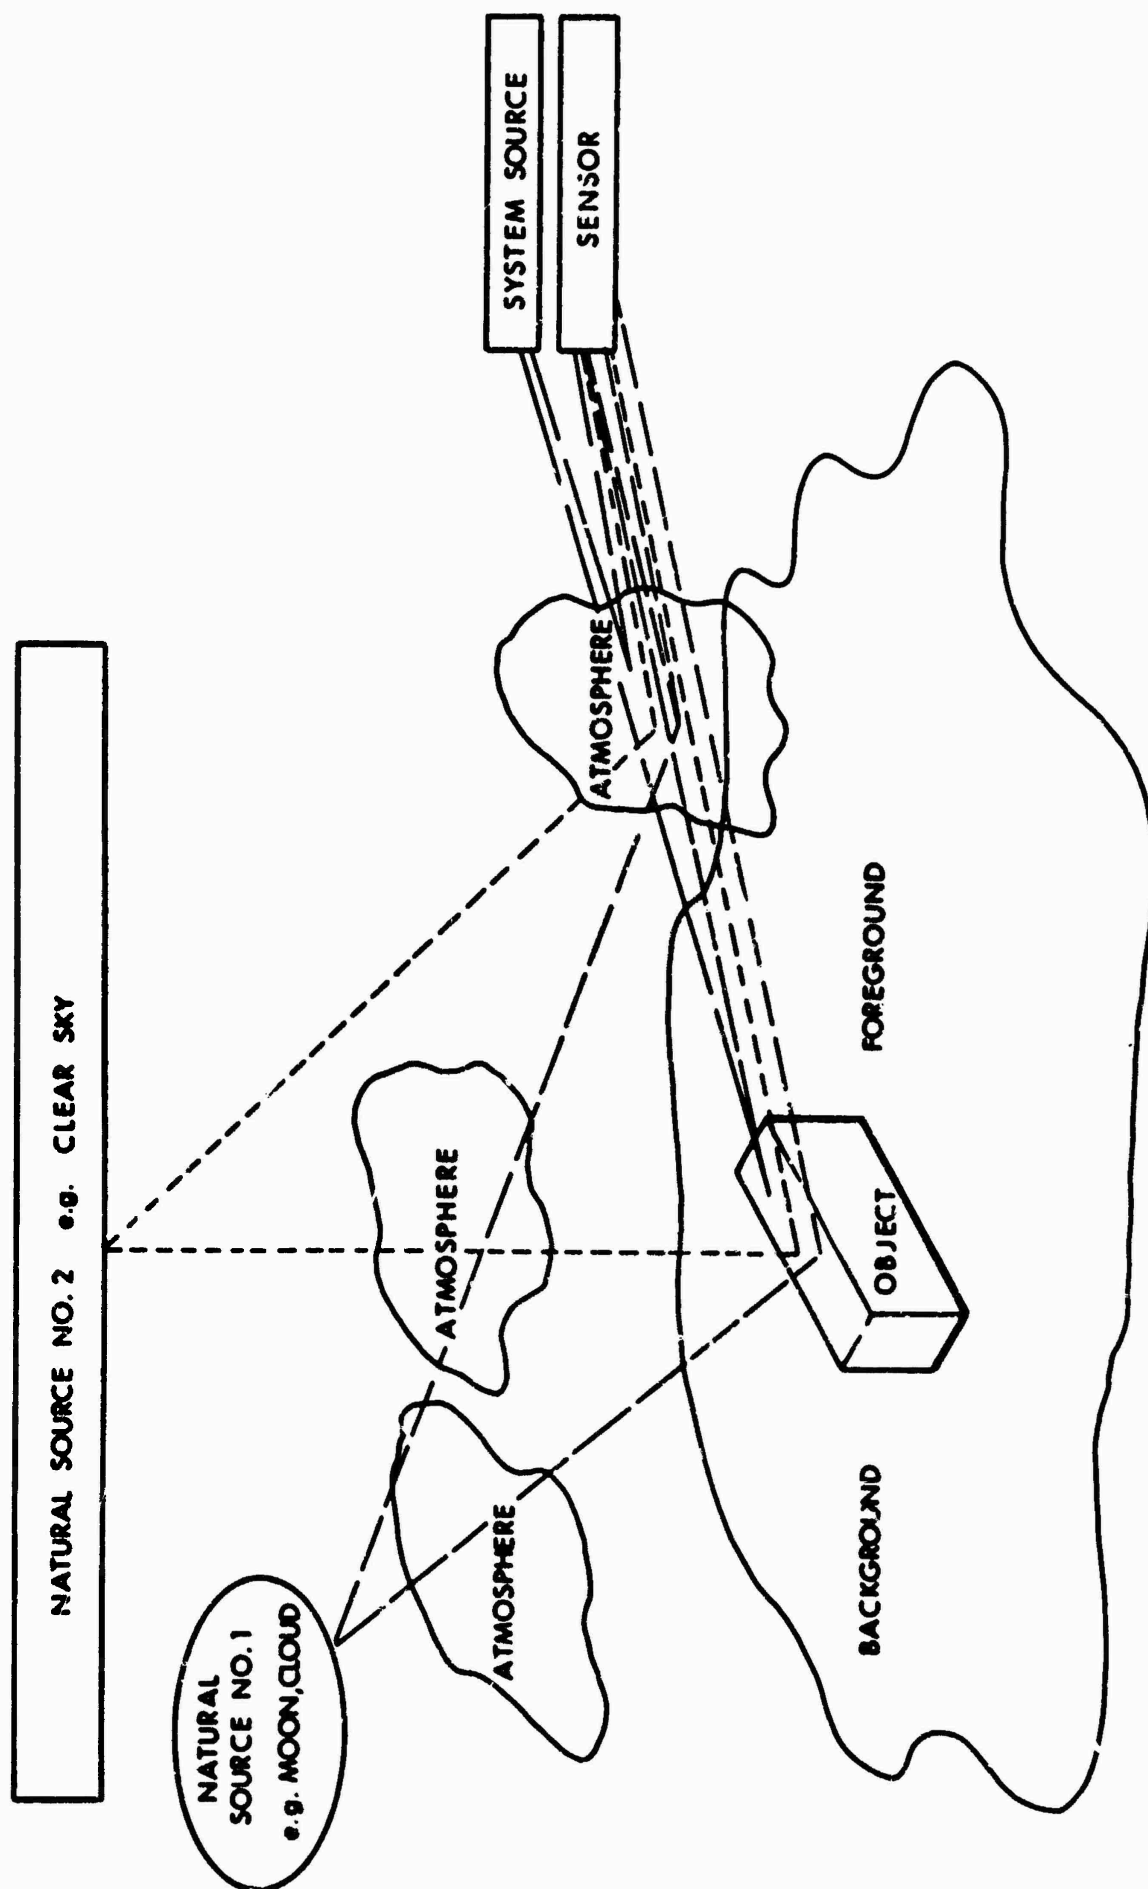 NATURAL SOURCE NO. 2 e.g. CLEAR SKY
NATURAL
SOURCE NO. 1
e.g. MOON, CLOUD
ATMOSPHERE
ATMOSPHERE
ATMOSPHERE
SYSTEM SOURCE
SENSOR
BACKGROUND
OBJECT
FOREGROUND